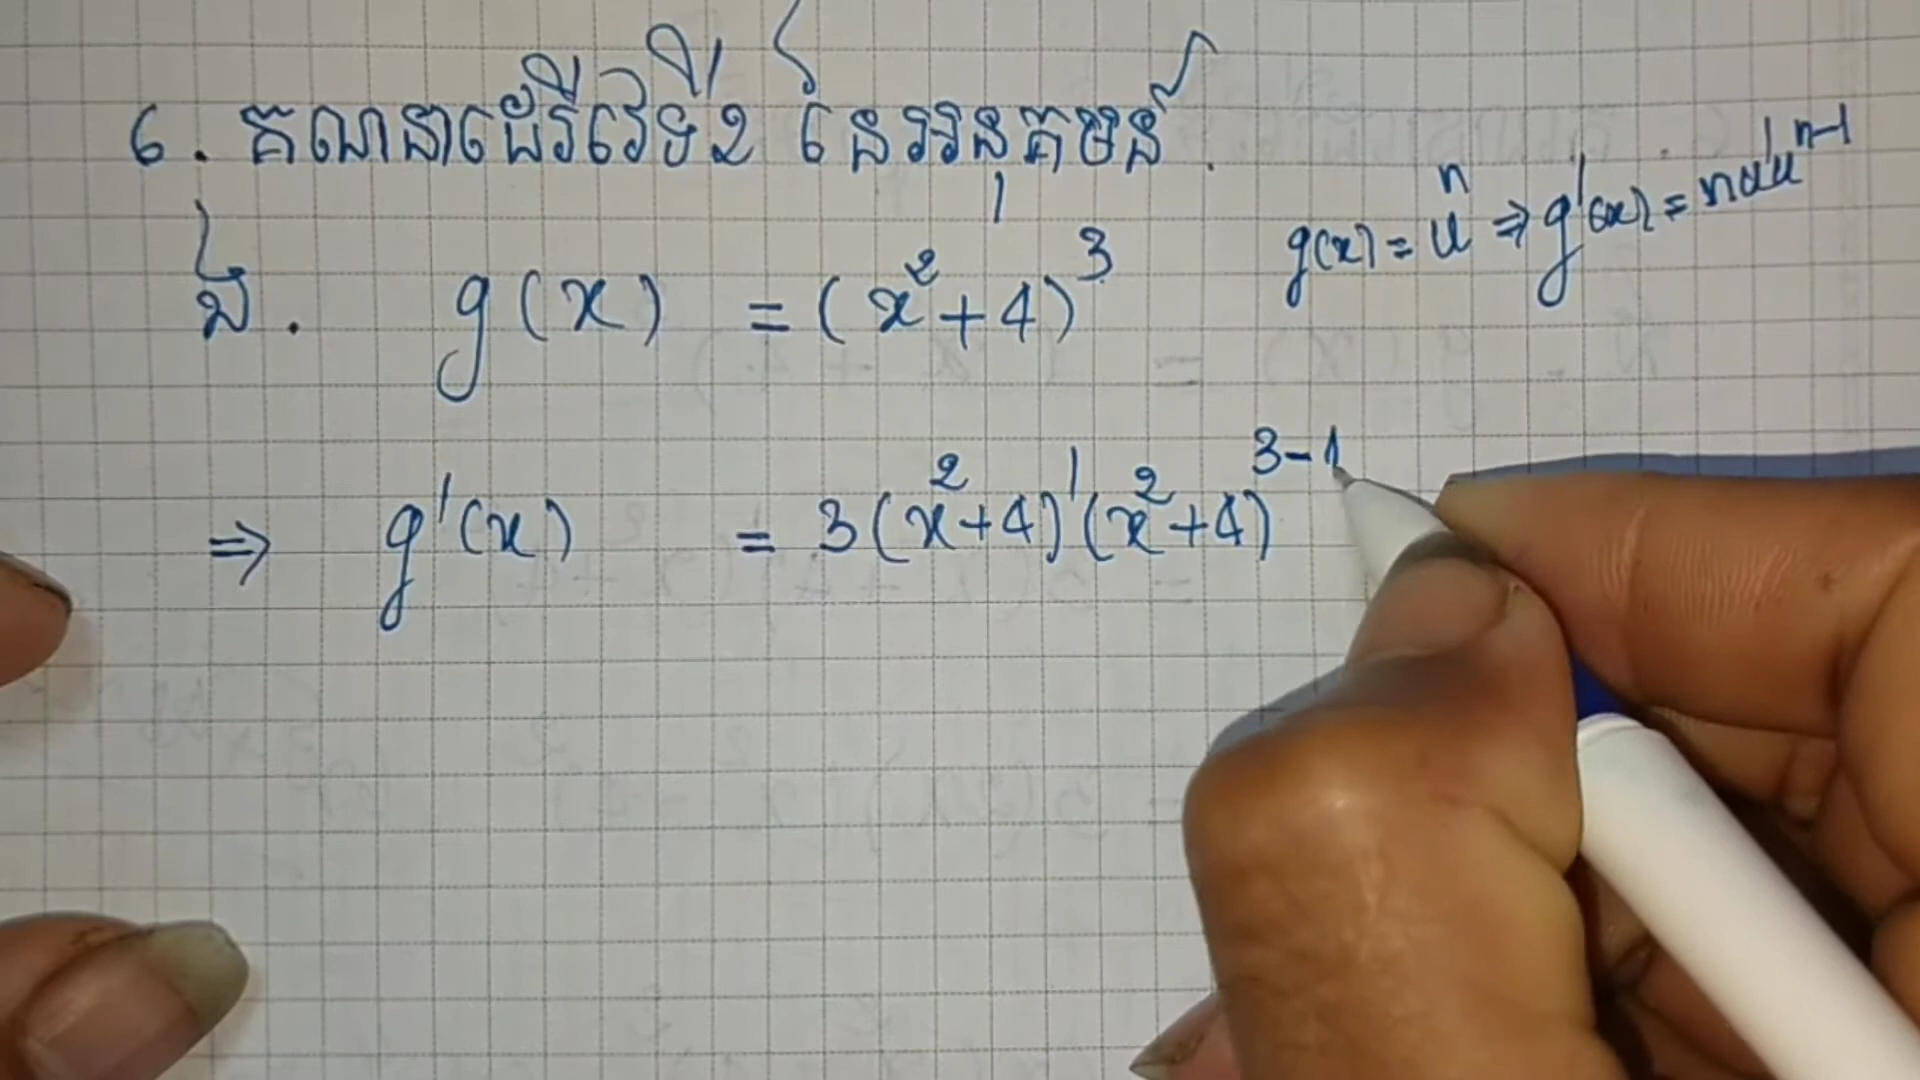 6. គណនាដេរីវេទី2 នៃអនុគមន៍.
g(x) = uⁿ ⇒ g'(x) = nu'uⁿ⁻¹
ង. g(x) = (x²+4)³
⇒ g'(x) = 3(x²+4)'(x²+4)³⁻¹